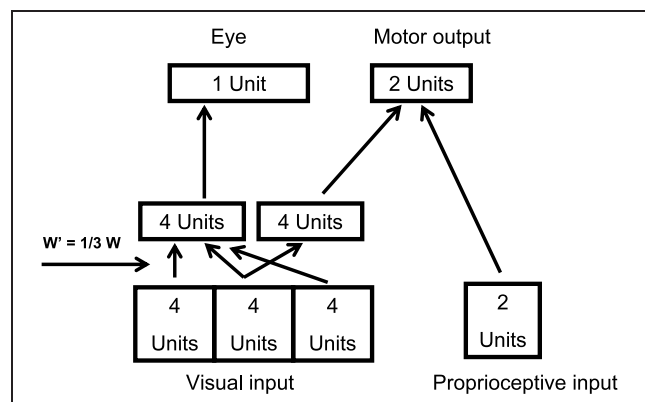 Eye Motor output
1 Unit 2 Units
4 Units 4 Units
W' = 1/3 W
4 4 4 2
Units Units Units Units
Visual input Proprioceptive input